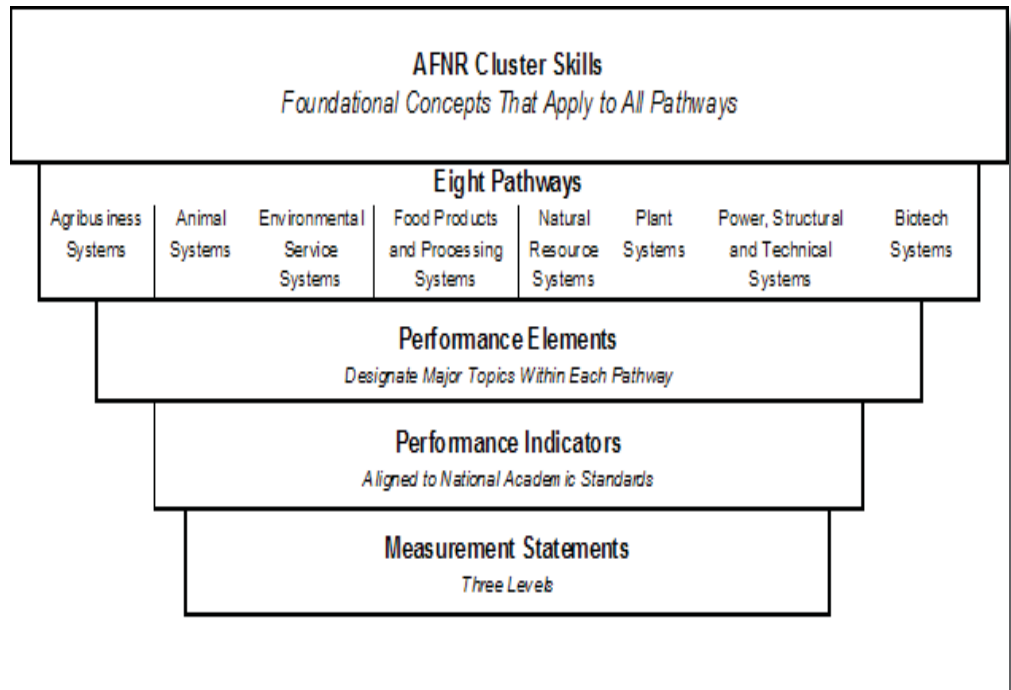 AFNR Cluster Skills
Foundational Concepts That Apply to All Pathways
Eight Pathways
Agribusiness
Systems
Animal
Systems
Environmental
Service
Systems
Food Products
and Processing
Systems
Natural
Resource
Systems
Plant
Systems
Power, Structural
and Technical
Systems
Biotech
Systems
Performance Elements
Designate Major Topics Within Each Pathway
Performance Indicators
Aligned to National Academic Standards
Measurement Statements
Three Levels